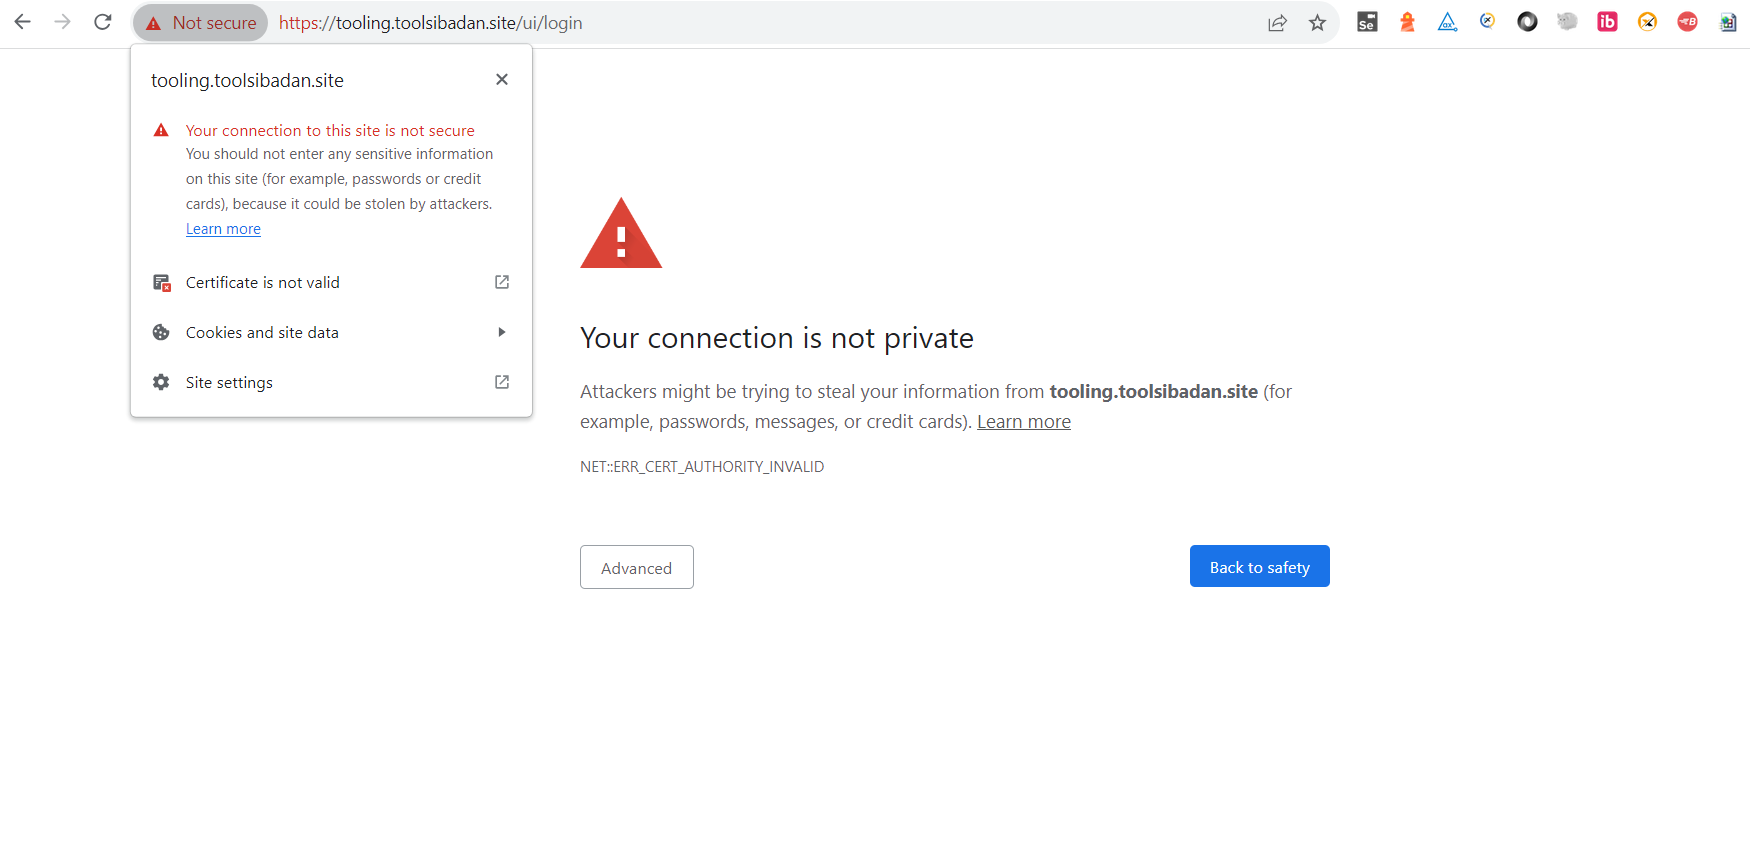 Not secure
https://tooling.toolsibadan.site/ui/login
Se
ax
ib
B
tooling.toolsibadan.site
Your connection to this site is not secure
You should not enter any sensitive information
on this site (for example, passwords or credit
cards), because it could be stolen by attackers.
Learn more
Certificate is not valid
Cookies and site data
Site settings
Your connection is not private
Attackers might be trying to steal your information from tooling.toolsibadan.site (for
example, passwords, messages, or credit cards). Learn more
NET::ERR_CERT_AUTHORITY_INVALID
Advanced
Back to safety